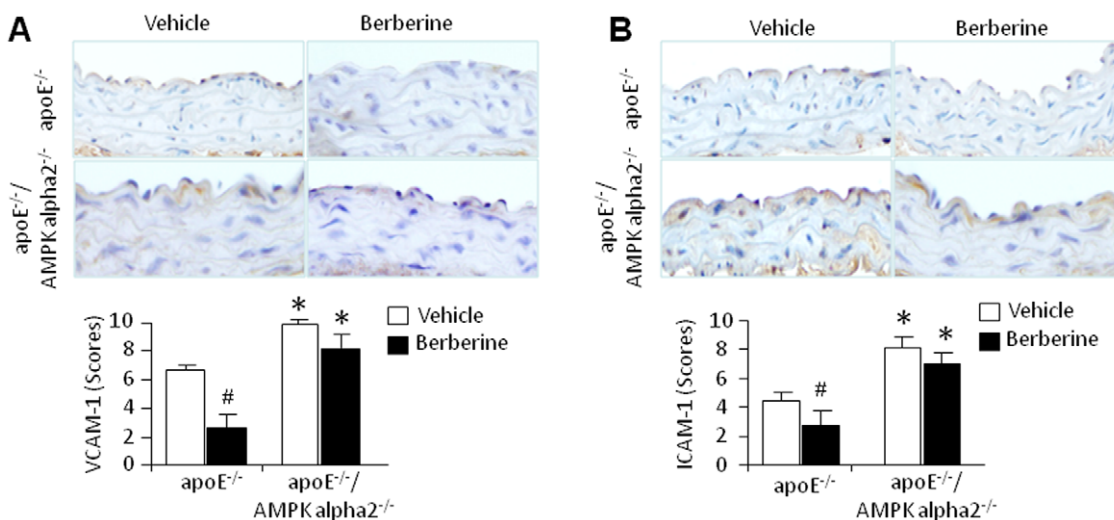 A
Vehicle
Berberine
apoE⁻/⁻
apoE⁻/⁻/
AMPK alpha2⁻/⁻
VCAM-1 (Scores)
10
8
6
4
2
0
#
*
*
Vehicle
Berberine
apoE⁻/⁻
apoE⁻/⁻/
AMPK alpha2⁻/⁻
B
Vehicle
Berberine
apoE⁻/⁻
apoE⁻/⁻/
AMPK alpha2⁻/⁻
ICAM-1 (Scores)
10
8
6
4
2
0
#
*
*
Vehicle
Berberine
apoE⁻/⁻
apoE⁻/⁻/
AMPK alpha2⁻/⁻